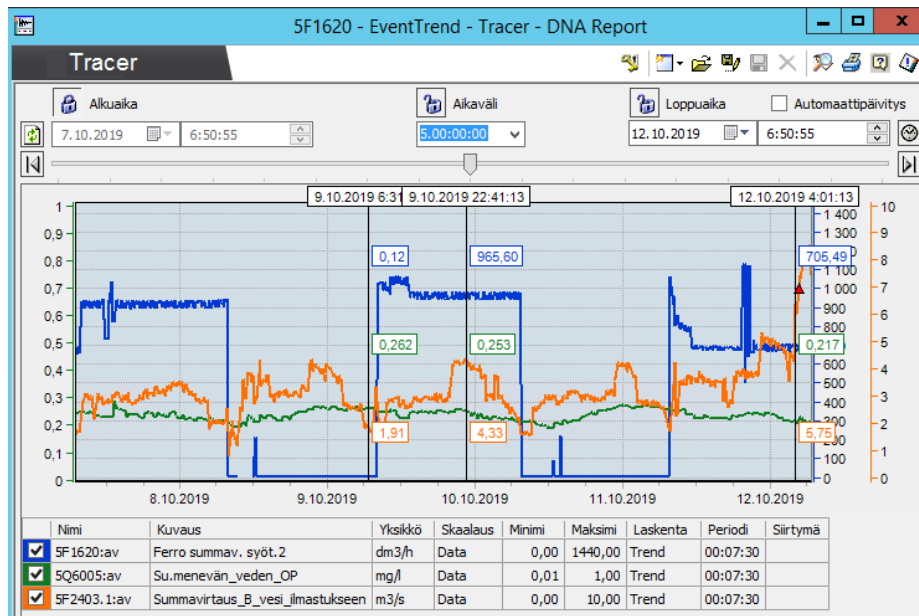 5F1620 - EventTrend - Tracer - DNA Report
Tracer
Alkuaika Aikaväli Loppuaika Automaattipäivitys
7.10.2019 6:50:55 5.00:00:00 12.10.2019 6:50:55
9.10.2019 6:31 9.10.2019 22:41:13 12.10.2019 4:01:13
1 1 400 10
0,9 1 300 9
0,8 0,12 965,60 705,49 1 100 8
0,7 1 000 7
0,6 900 6
800
0,5 0,262 0,253 0,217 700 5
0,4 600 4
500
0,3 400 3
300
0,2 1,91 4,33 5,75 200 2
0,1 100 1
0 0 0
8.10.2019 9.10.2019 10.10.2019 11.10.2019 12.10.2019
Nimi Kuvaus Yksikkö Skaalaus Minimi Maksimi Laskenta Periodi Siirtymä
5F1620:av Ferro summav. syöt.2 dm3/h Data 0,00 1440,00 Trend 00:07:30
5Q6005:av Su.menevän_veden_OP mg/l Data 0,01 1,00 Trend 00:07:30
5F2403.1:av Summavirtaus_B_vesi_ilmastukseen m3/s Data 0,00 10,00 Trend 00:07:30